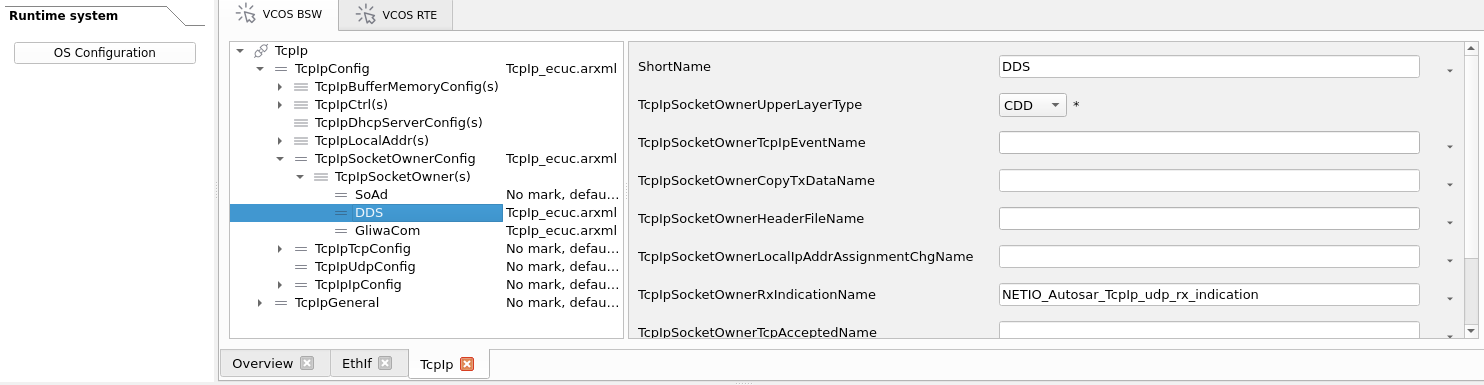 Runtime system
OS Configuration
VCOS BSW
VCOS RTE
TcpIp
TcpIpConfig TcpIp_ecuc.arxml
TcpIpBufferMemoryConfig(s)
TcpIpCtrl(s)
TcpIpDhcpServerConfig(s)
TcpIpLocalAddr(s)
TcpIpSocketOwnerConfig TcpIp_ecuc.arxml
TcpIpSocketOwner(s)
SoAd No mark, defau...
DDS TcpIp_ecuc.arxml
GliwaCom TcpIp_ecuc.arxml
TcpIpTcpConfig No mark, defau...
TcpIpUdpConfig No mark, defau...
TcpIpIpConfig No mark, defau...
TcpIpGeneral No mark, defau...
ShortName DDS
TcpIpSocketOwnerUpperLayerType CDD *
TcpIpSocketOwnerTcpIpEventName
TcpIpSocketOwnerCopyTxDataName
TcpIpSocketOwnerHeaderFileName
TcpIpSocketOwnerLocalIpAddrAssignmentChgName
TcpIpSocketOwnerRxIndicationName NETIO_Autosar_TcpIp_udp_rx_indication
TcpIpSocketOwnerTcpAcceptedName
Overview
EthIf
TcpIp